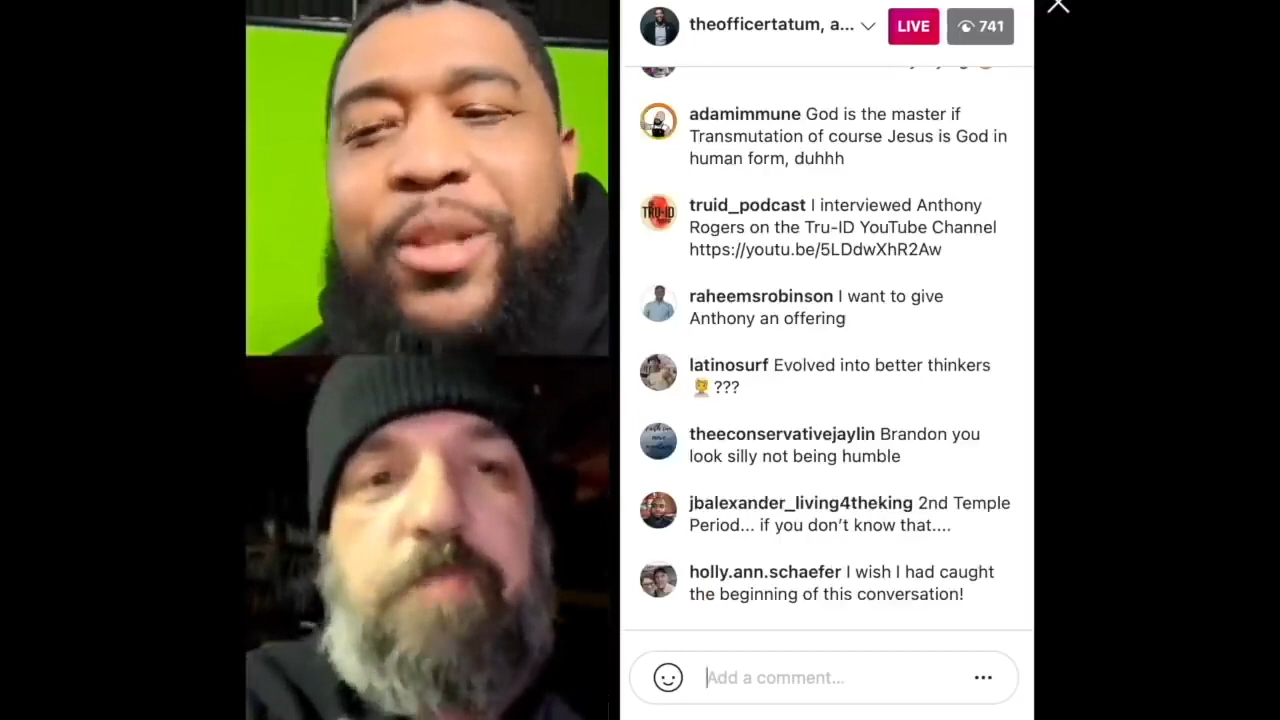 theofficertatum, a...
LIVE
741
adamimmune God is the master if
Transmutation of course Jesus is God in
human form, duhhh
truid_podcast I interviewed Anthony
Rogers on the Tru-ID YouTube Channel
https://youtu.be/5LDdwXhR2Aw
TRU-ID
raheemsrobinson I want to give
Anthony an offering
latinosurf Evolved into better thinkers
???
theeconservativejaylin Brandon you
look silly not being humble
jbalexander_living4theking 2nd Temple
Period... if you don’t know that....
holly.ann.schaefer I wish I had caught
the beginning of this conversation!
Add a comment...